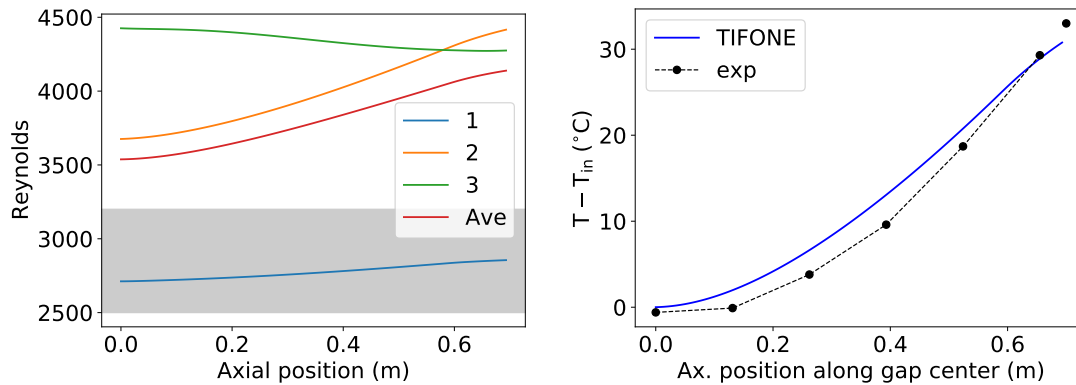 4500
4000
3500
3000
2500
Reynolds
1
2
3
Ave
0.0 0.2 0.4 0.6
Axial position (m)
30
20
10
0
T − T_in (°C)
TIFONE
exp
0.0 0.2 0.4 0.6
Ax. position along gap center (m)